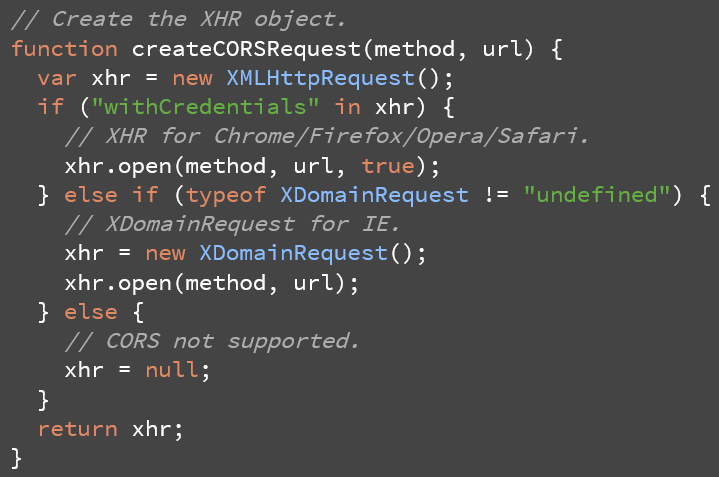 // Create the XHR object.
function createCORSRequest(method, url) {
  var xhr = new XMLHttpRequest();
  if ("withCredentials" in xhr) {
    // XHR for Chrome/Firefox/Opera/Safari.
    xhr.open(method, url, true);
  } else if (typeof XDomainRequest != "undefined") {
    // XDomainRequest for IE.
    xhr = new XDomainRequest();
    xhr.open(method, url);
  } else {
    // CORS not supported.
    xhr = null;
  }
  return xhr;
}